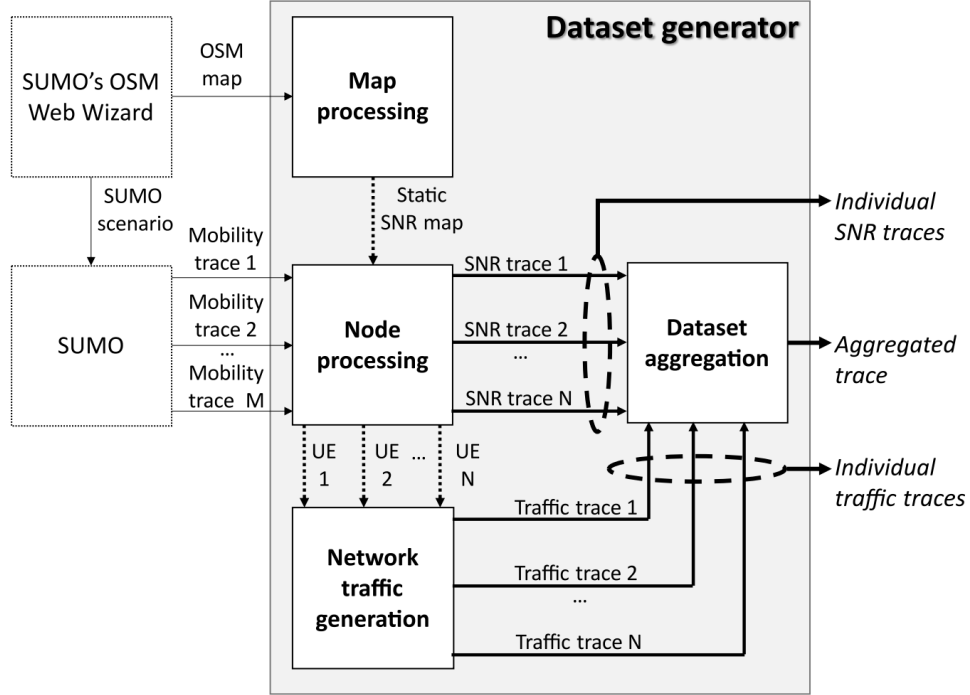 Dataset generator
SUMO's OSM
Web Wizard
OSM
map
Map
processing
SUMO
scenario
Static
SNR map
Individual
SNR traces
SUMO
Mobility
trace 1
Mobility
trace 2
...
Mobility
trace M
Node
processing
SNR trace 1
SNR trace 2
...
SNR trace N
Dataset
aggregation
Aggregated
trace
UE
1
UE
2
...
UE
N
Individual
traffic traces
Network
traffic
generation
Traffic trace 1
Traffic trace 2
...
Traffic trace N